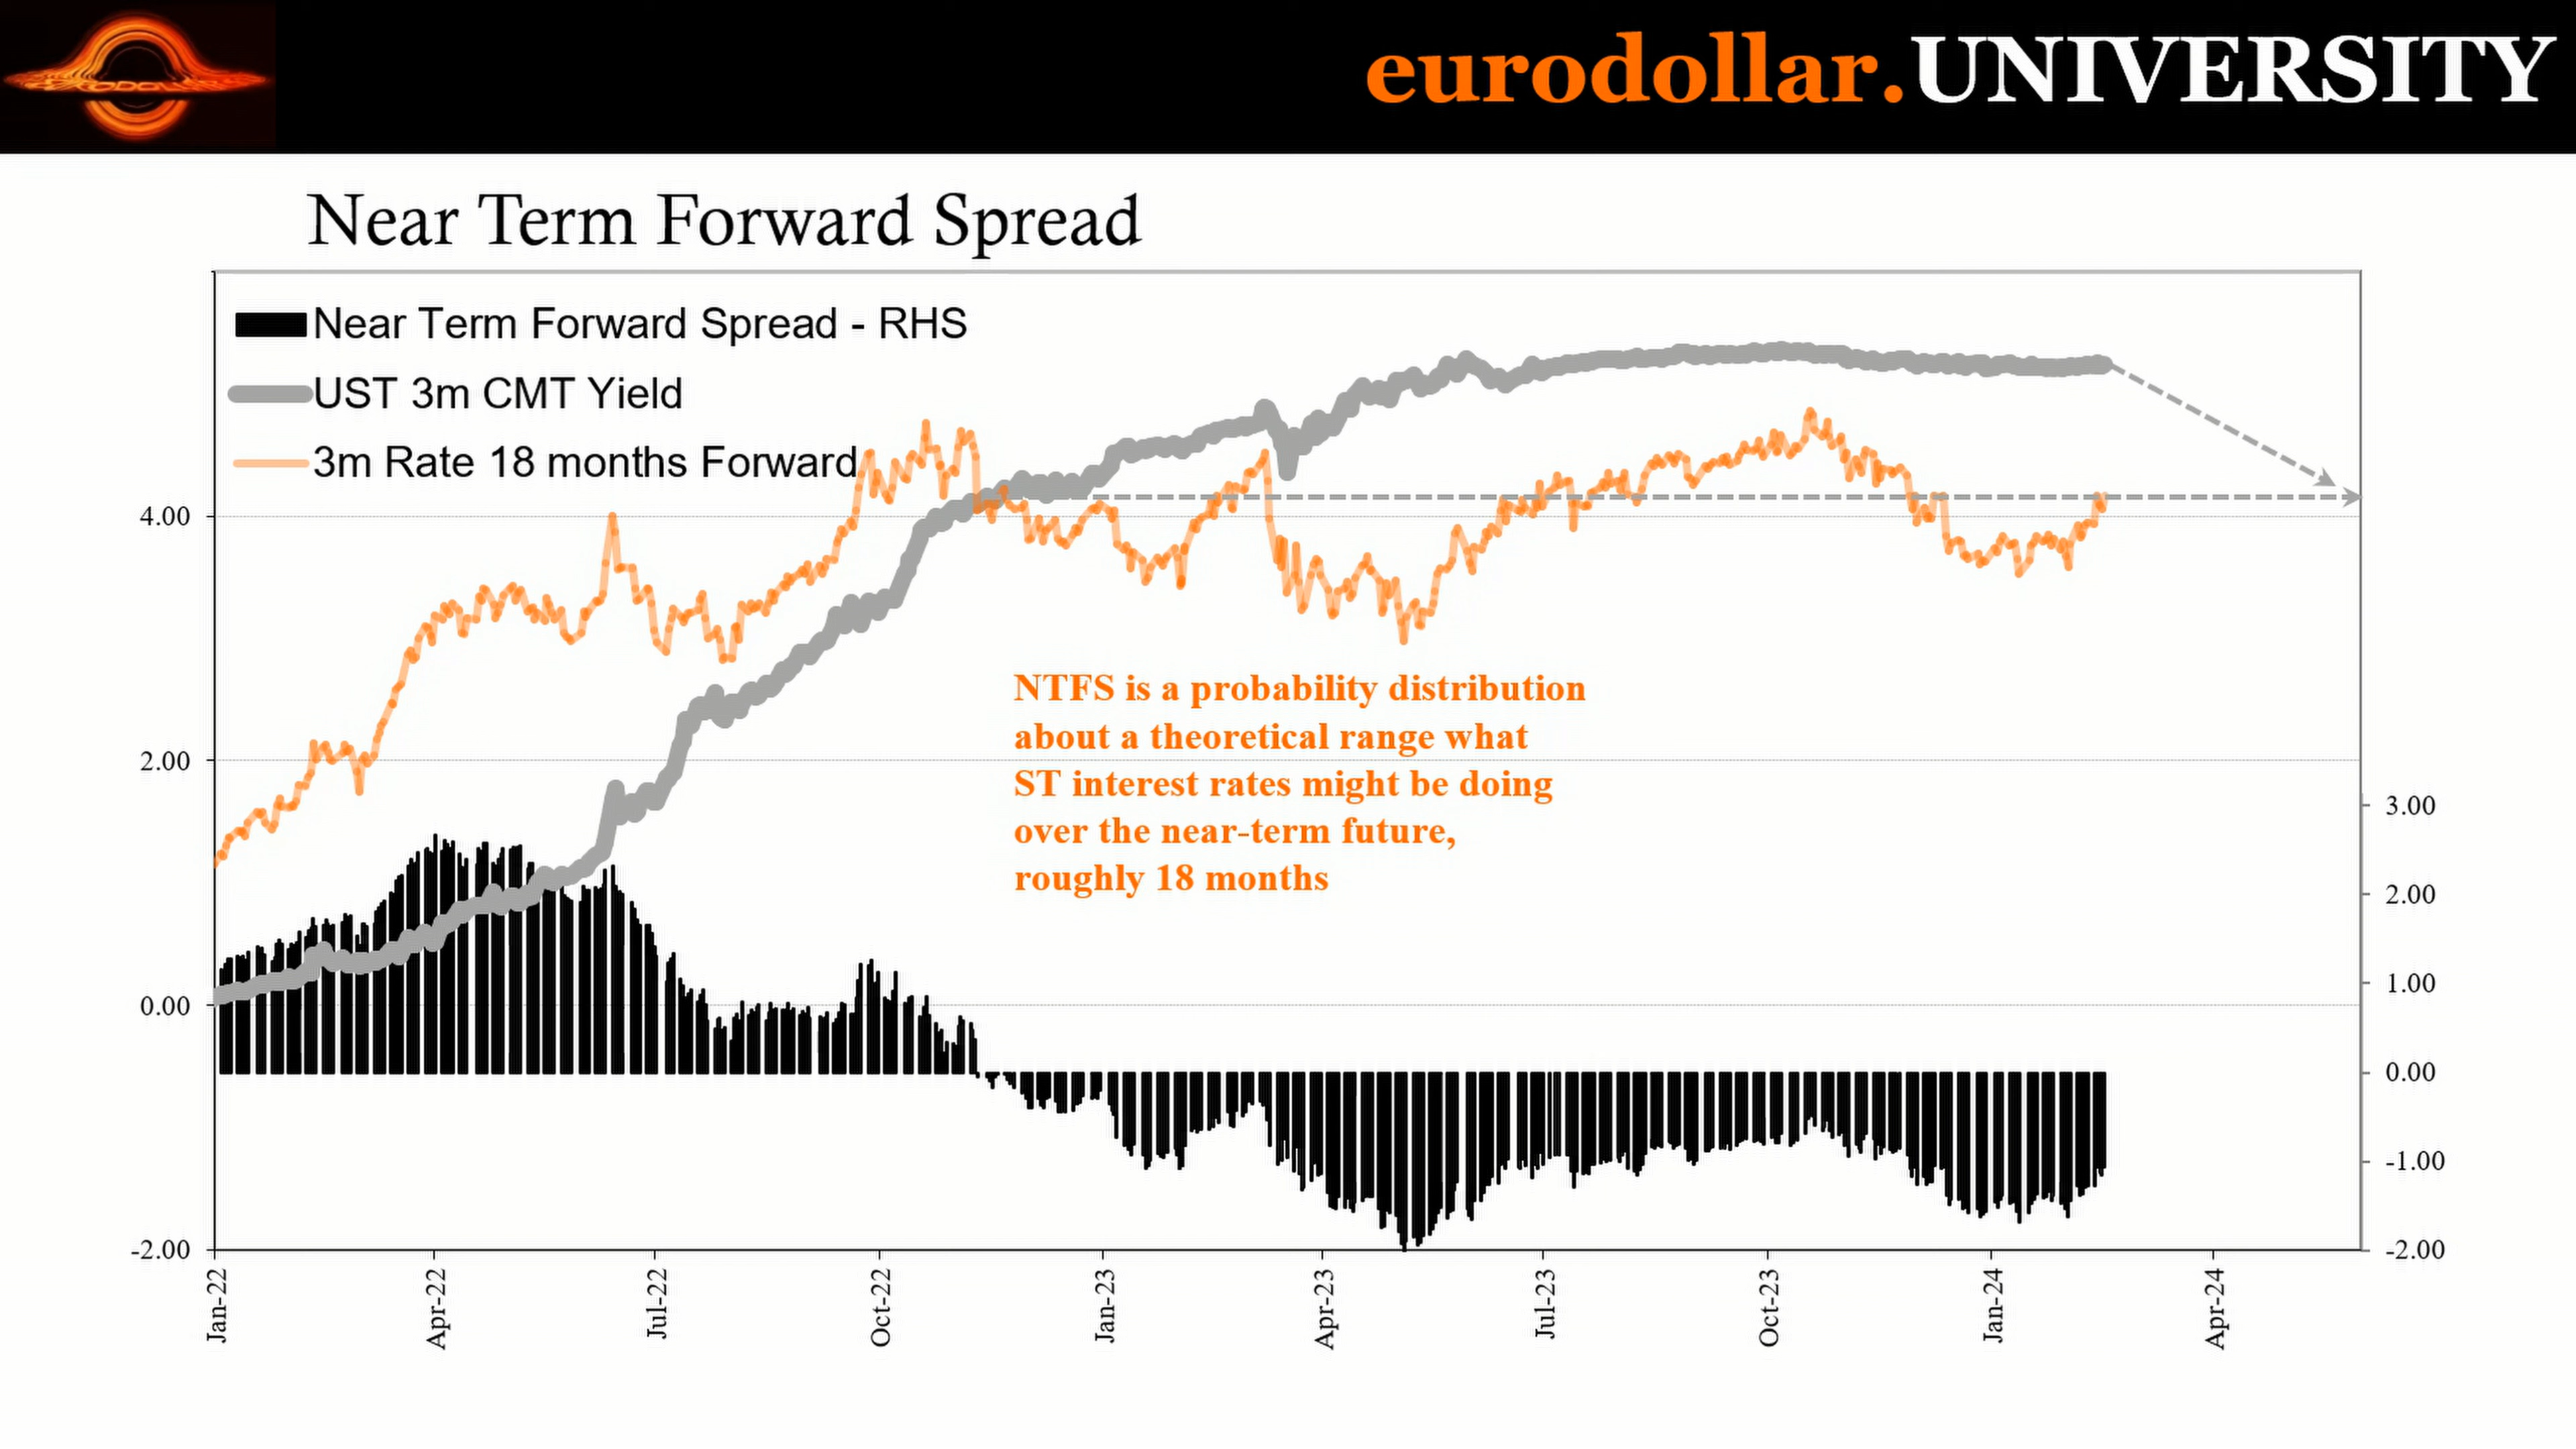 EURODOLLAR
eurodollar.UNIVERSITY
Near Term Forward Spread
Near Term Forward Spread - RHS
UST 3m CMT Yield
3m Rate 18 months Forward
4.00
2.00
0.00
-2.00
NTFS is a probability distribution
about a theoretical range what
ST interest rates might be doing
over the near-term future,
roughly 18 months
3.00
2.00
1.00
0.00
-1.00
-2.00
Jan-22
Apr-22
Jul-22
Oct-22
Jan-23
Apr-23
Jul-23
Oct-23
Jan-24
Apr-24